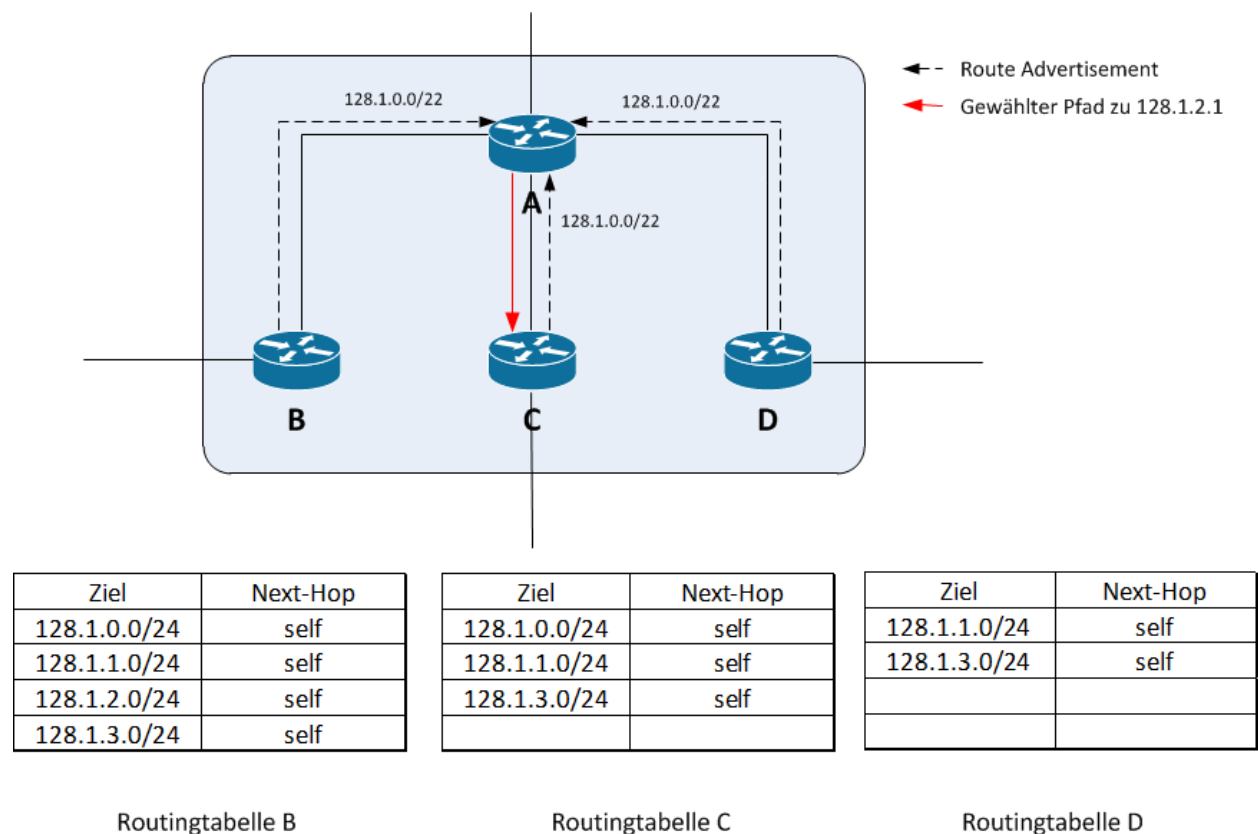 Route Advertisement
Gewählter Pfad zu 128.1.2.1
128.1.0.0/22
128.1.0.0/22
A
128.1.0.0/22
B
C
D
Ziel Next-Hop
128.1.0.0/24 self
128.1.1.0/24 self
128.1.2.0/24 self
128.1.3.0/24 self
Routingtabelle B
Ziel Next-Hop
128.1.0.0/24 self
128.1.1.0/24 self
128.1.3.0/24 self
Routingtabelle C
Ziel Next-Hop
128.1.1.0/24 self
128.1.3.0/24 self
Routingtabelle D